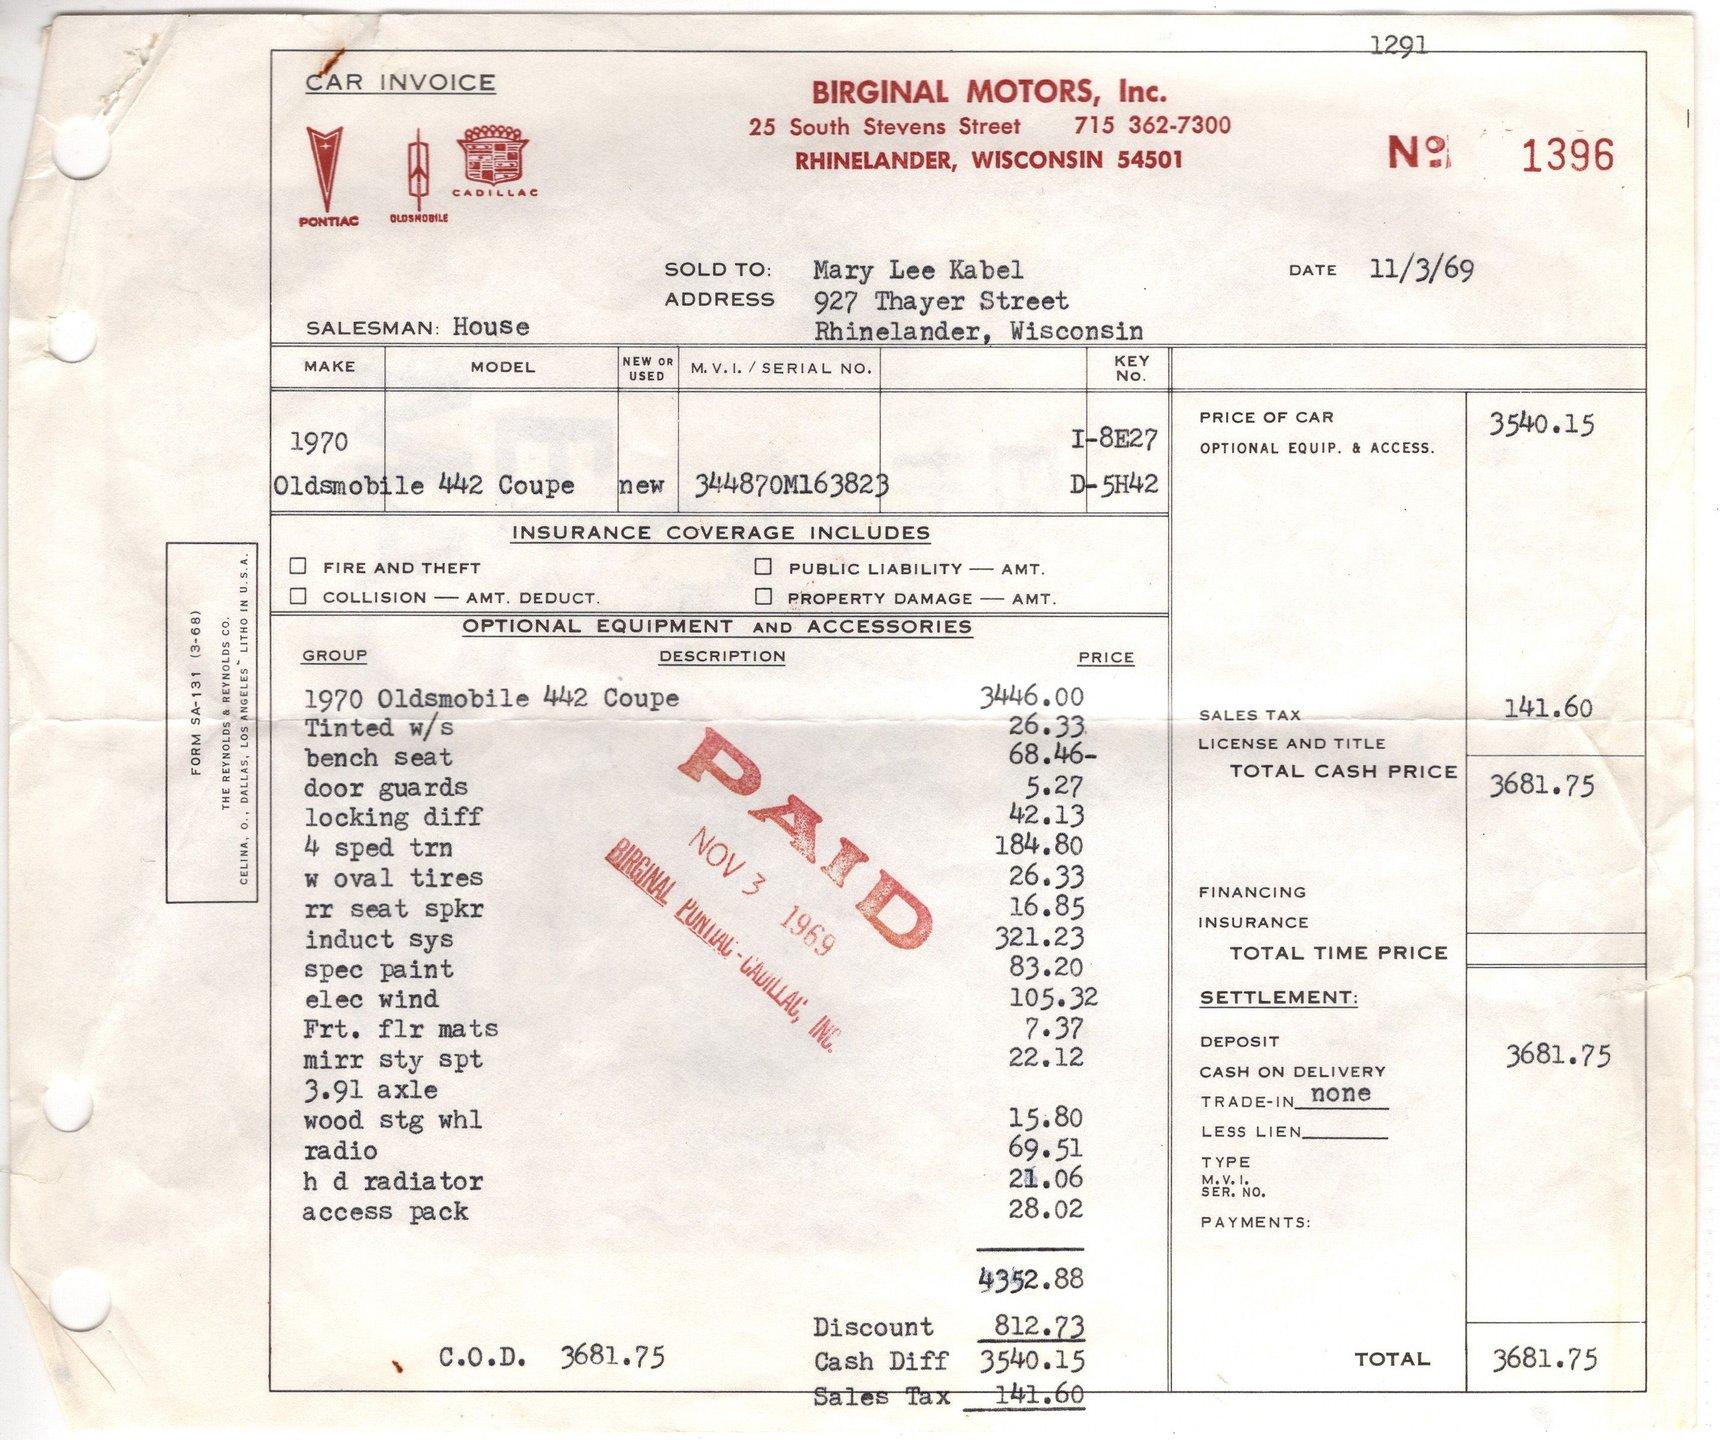 1291
CAR INVOICE
BIRGINAL MOTORS, Inc.
25 South Stevens Street 715 362-7300
RHINELANDER, WISCONSIN 54501
No. 1396
PONTIAC
OLDSMOBILE
CADILLAC
SOLD TO: Mary Lee Kabel
DATE 11/3/69
ADDRESS 927 Thayer Street
SALESMAN: House
Rhinelander, Wisconsin
MAKE MODEL NEW OR USED M.V.I. / SERIAL NO. KEY No.
1970 I-8E27
Oldsmobile 442 Coupe new 344870M163823 D-5H42
INSURANCE COVERAGE INCLUDES
FIRE AND THEFT PUBLIC LIABILITY — AMT.
COLLISION — AMT. DEDUCT. PROPERTY DAMAGE — AMT.
OPTIONAL EQUIPMENT AND ACCESSORIES
GROUP DESCRIPTION PRICE
1970 Oldsmobile 442 Coupe 3446.00
Tinted w/s 26.33
bench seat 68.46-
door guards 5.27
locking diff 42.13
4 sped trn 184.80
w oval tires 26.33
rr seat spkr 16.85
induct sys 321.23
spec paint 83.20
elec wind 105.32
Frt. flr mats 7.37
mirr sty spt 22.12
3.91 axle
wood stg whl 15.80
radio 69.51
h d radiator 21.06
access pack 28.02
4352.88
Discount 812.73
C.O.D. 3681.75
Cash Diff 3540.15
Sales Tax 141.60
PAID
NOV 3 1969
BIRGINAL PONTIAC-CADILLAC, INC.
PRICE OF CAR 3540.15
OPTIONAL EQUIP. & ACCESS.
SALES TAX 141.60
LICENSE AND TITLE
TOTAL CASH PRICE 3681.75
FINANCING
INSURANCE
TOTAL TIME PRICE
SETTLEMENT:
DEPOSIT 3681.75
CASH ON DELIVERY
TRADE-IN none
LESS LIEN
TYPE
M.V.I.
SER. NO.
PAYMENTS:
TOTAL 3681.75
FORM SA-131 (3-68)
THE REYNOLDS & REYNOLDS CO.
CELINA, O., DALLAS, LOS ANGELES LITHO IN U.S.A.